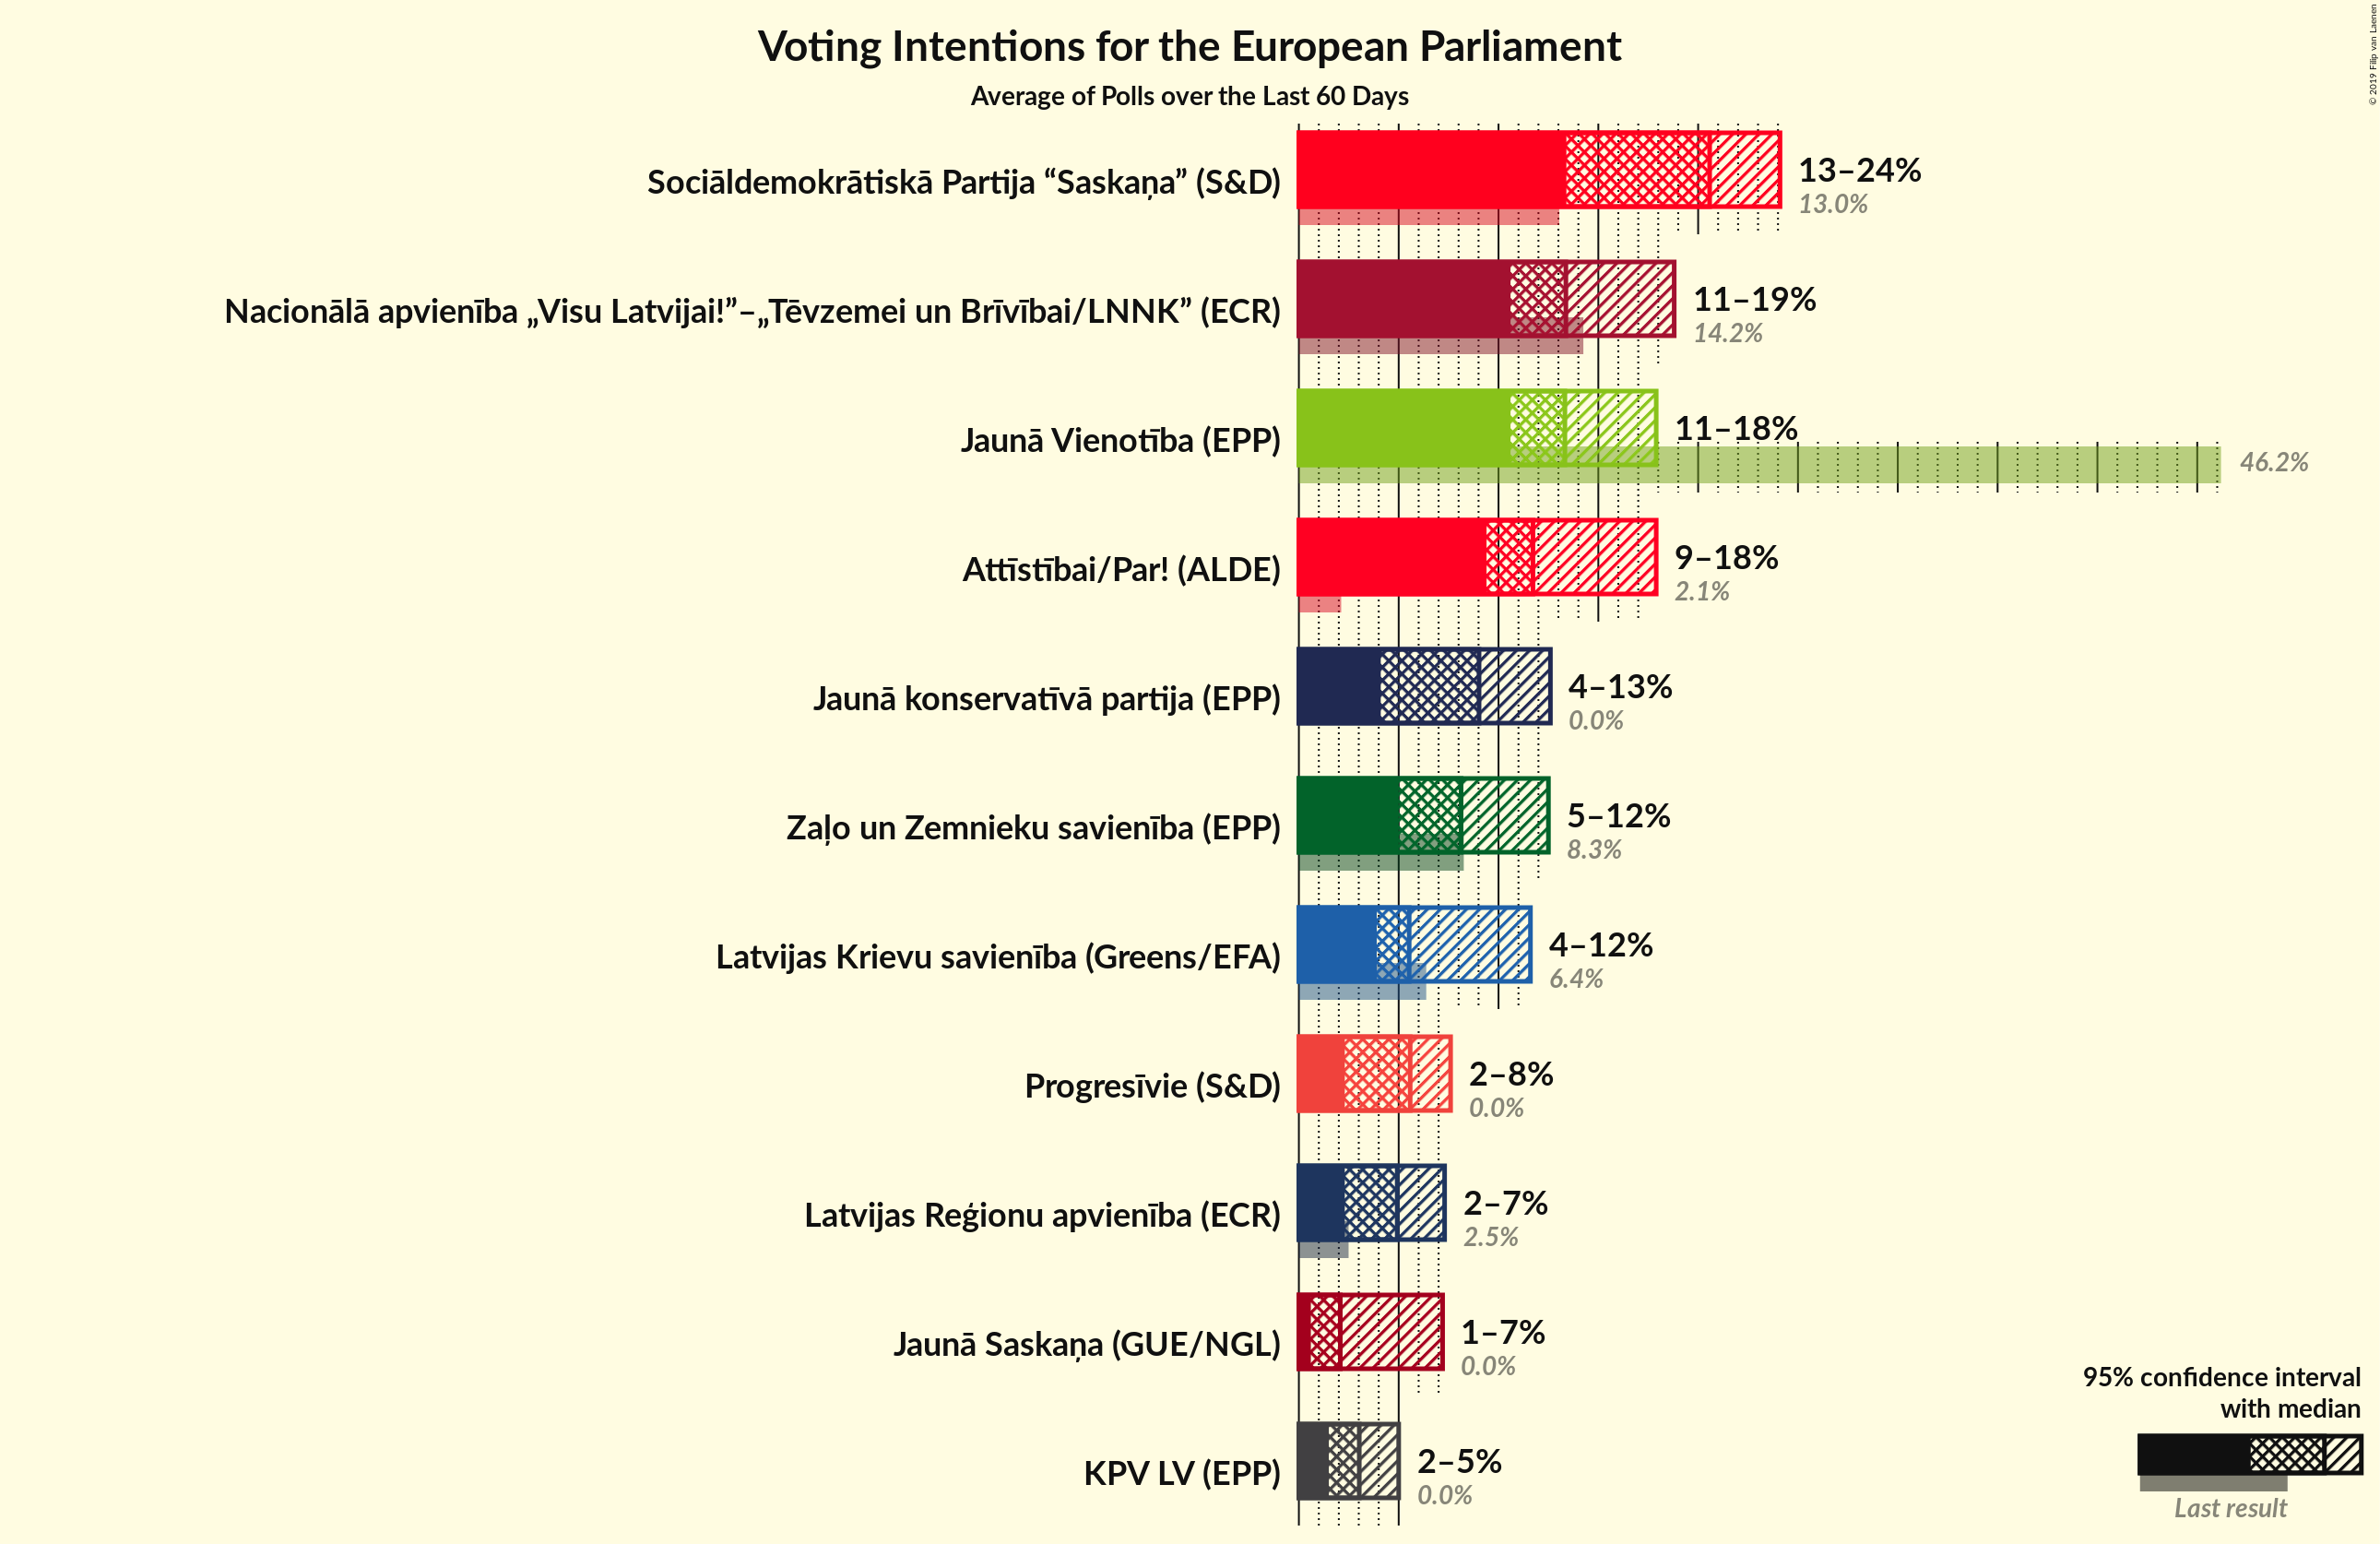 © 2019 Filip van Laenen
Voting Intentions for the European Parliament
Average of Polls over the Last 60 Days
Sociāldemokrātiskā Partija “Saskaņa” (S&D)
13–24%
13.0%
Nacionālā apvienība „Visu Latvijai!”–„Tēvzemei un Brīvībai/LNNK” (ECR)
11–19%
14.2%
Jaunā Vienotība (EPP)
11–18%
46.2%
Attīstībai/Par! (ALDE)
9–18%
2.1%
Jaunā konservatīvā partija (EPP)
4–13%
0.0%
Zaļo un Zemnieku savienība (EPP)
5–12%
8.3%
Latvijas Krievu savienība (Greens/EFA)
4–12%
6.4%
Progresīvie (S&D)
2–8%
0.0%
Latvijas Reģionu apvienība (ECR)
2–7%
2.5%
Jaunā Saskaņa (GUE/NGL)
1–7%
0.0%
KPV LV (EPP)
2–5%
0.0%
95% confidence interval
with median
Last result